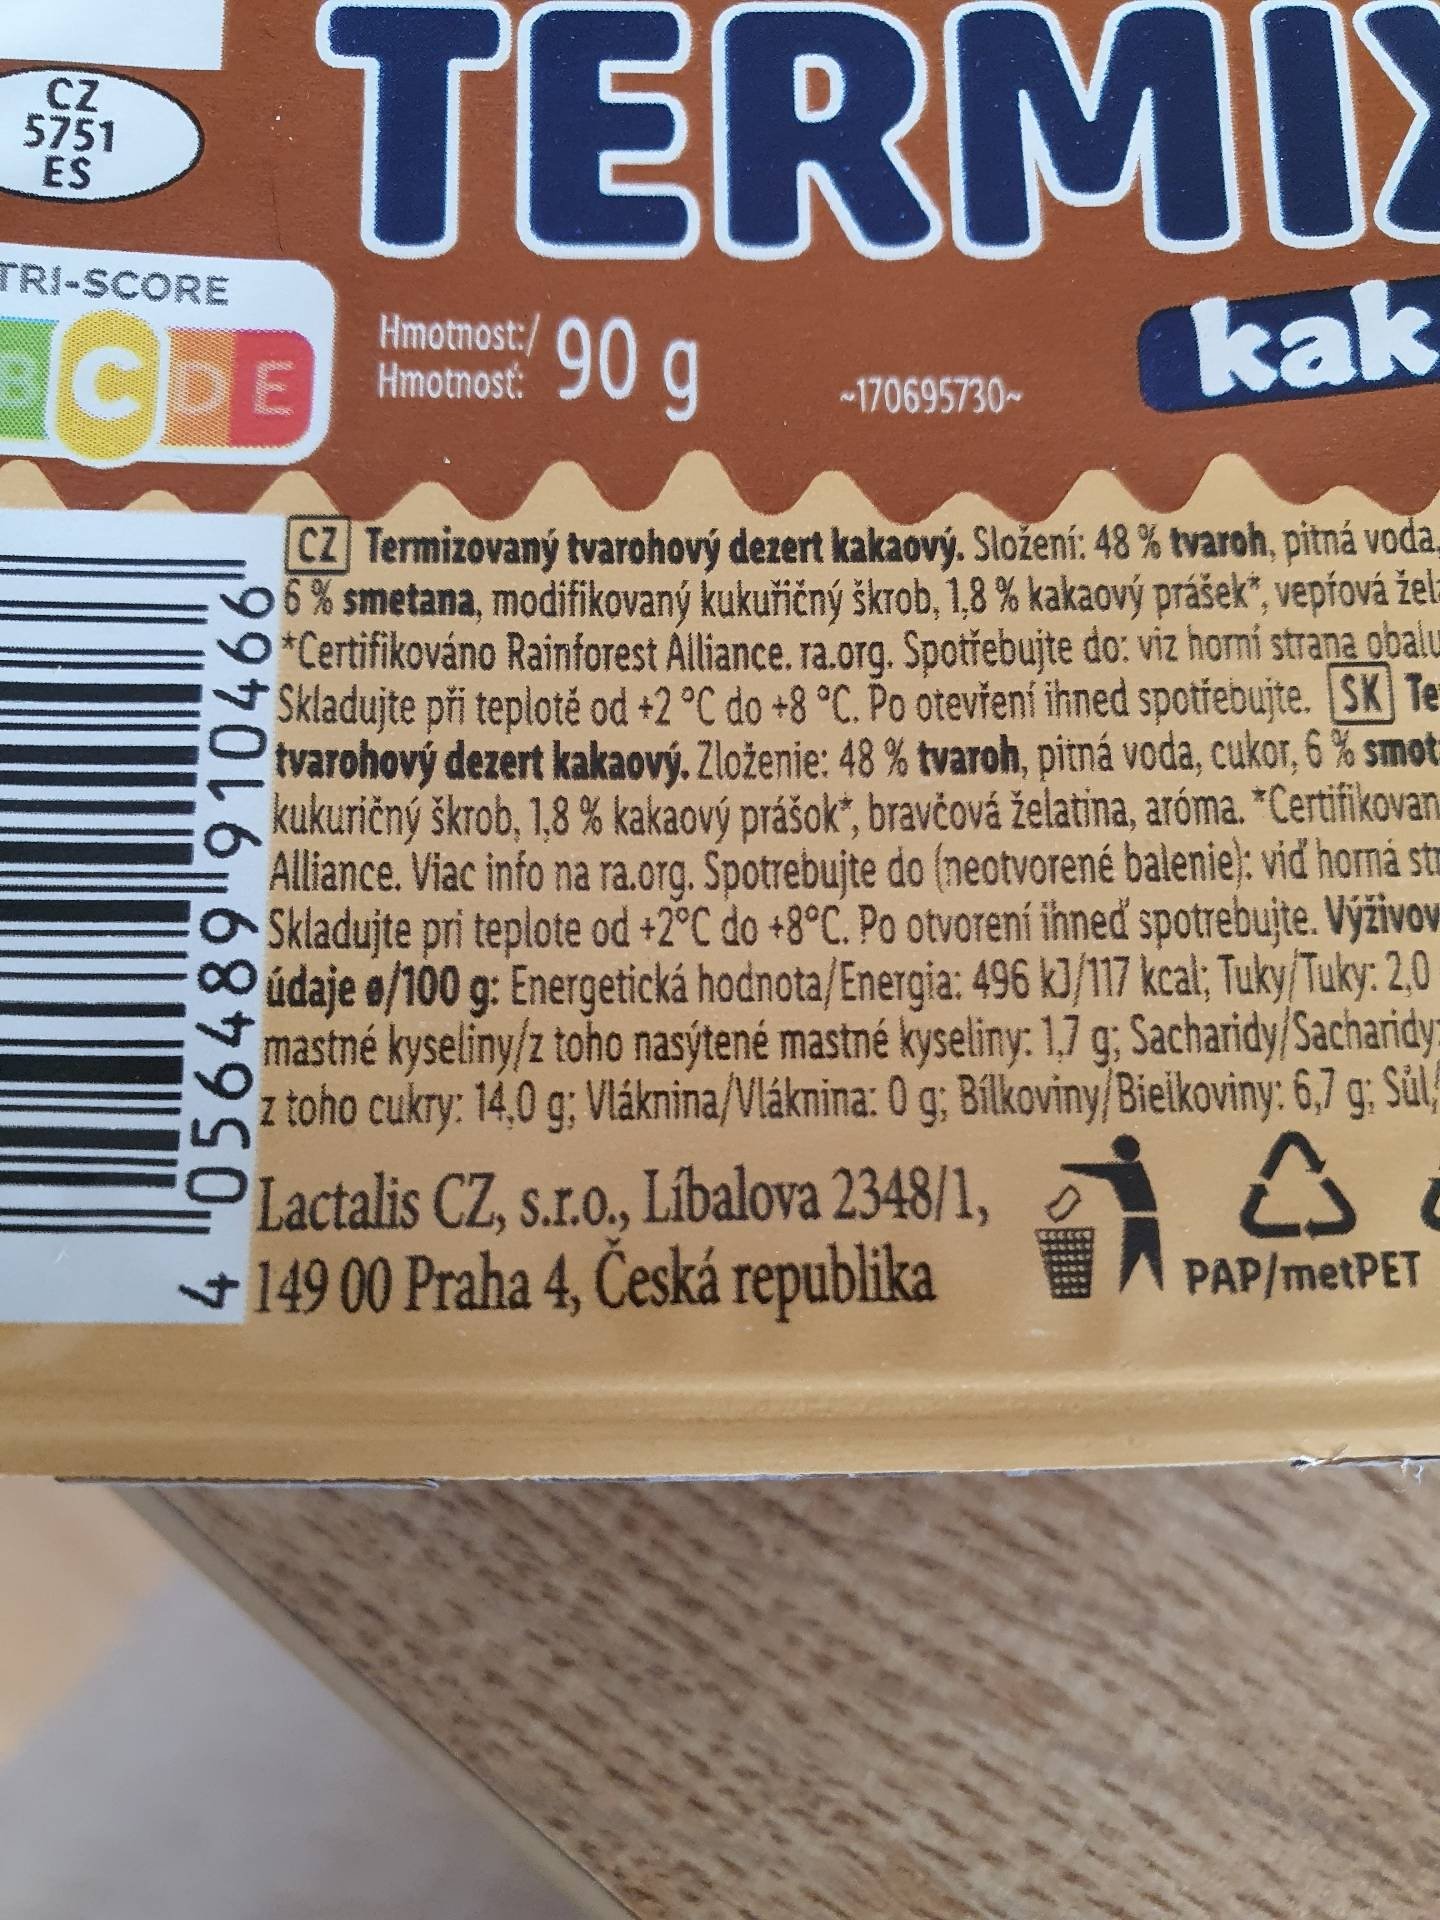 TERMIX
CZ
5751
ES
TRI-SCORE
B C D E
Hmotnost:/
Hmotnosť: 90 g
~170695730~
kak
CZ Termizovaný tvarohový dezert kakaový. Složení: 48 % tvaroh, pitná voda,
6 % smetana, modifikovaný kukuřičný škrob, 1,8 % kakaový prášek*, vepřová žela
*Certifikováno Rainforest Alliance. ra.org. Spotřebujte do: viz horní strana obalu
Skladujte při teplotě od +2 °C do +8 °C. Po otevření ihned spotřebujte. SK Te
tvarohový dezert kakaový. Zloženie: 48 % tvaroh, pitná voda, cukor, 6 % smot
kukuričný škrob, 1,8 % kakaový prášok*, bravčová želatina, aróma. *Certifikovan
Alliance. Viac info na ra.org. Spotrebujte do (neotvorené balenie): viď horná str
Skladujte pri teplote od +2°C do +8°C. Po otvorení ihneď spotrebujte. Výživov
údaje ø/100 g: Energetická hodnota/Energia: 496 kJ/117 kcal; Tuky/Tuky: 2,0
mastné kyseliny/z toho nasýtené mastné kyseliny: 1,7 g; Sacharidy/Sacharidy:
z toho cukry: 14,0 g; Vláknina/Vláknina: 0 g; Bílkoviny/Bielkoviny: 6,7 g; Sůl/
Lactalis CZ, s.r.o., Líbalova 2348/1,
149 00 Praha 4, Česká republika
PAP/metPET
4 056489 910466